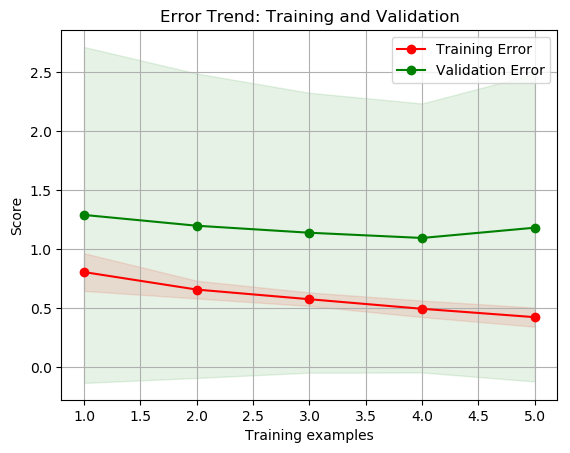 Error Trend: Training and Validation
Training Error
Validation Error
Score
2.5
2.0
1.5
1.0
0.5
0.0
1.0 1.5 2.0 2.5 3.0 3.5 4.0 4.5 5.0
Training examples